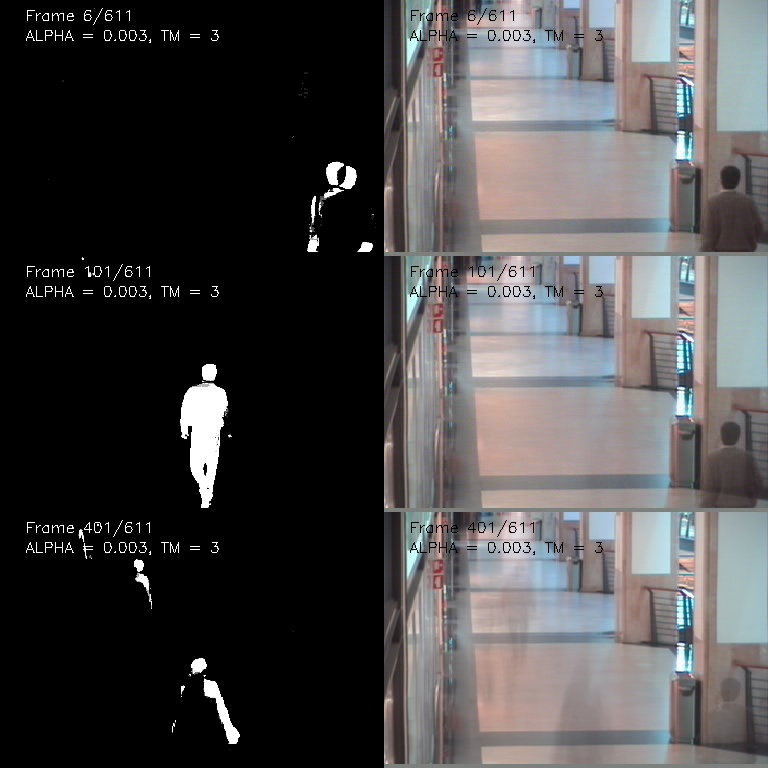 Frame 6/611
ALPHA = 0.003, TM = 3
Frame 6/611
ALPHA = 0.003, TM = 3
Frame 101/611
ALPHA = 0.003, TM = 3
Frame 101/611
ALPHA = 0.003, TM = 3
Frame 401/611
ALPHA = 0.003, TM = 3
Frame 401/611
ALPHA = 0.003, TM = 3